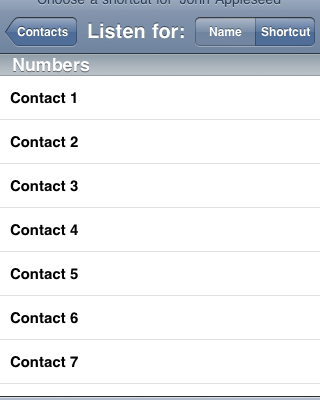 Choose a shortcut for "John Appleseed"
Contacts Listen for: Name Shortcut
Numbers
Contact 1
Contact 2
Contact 3
Contact 4
Contact 5
Contact 6
Contact 7